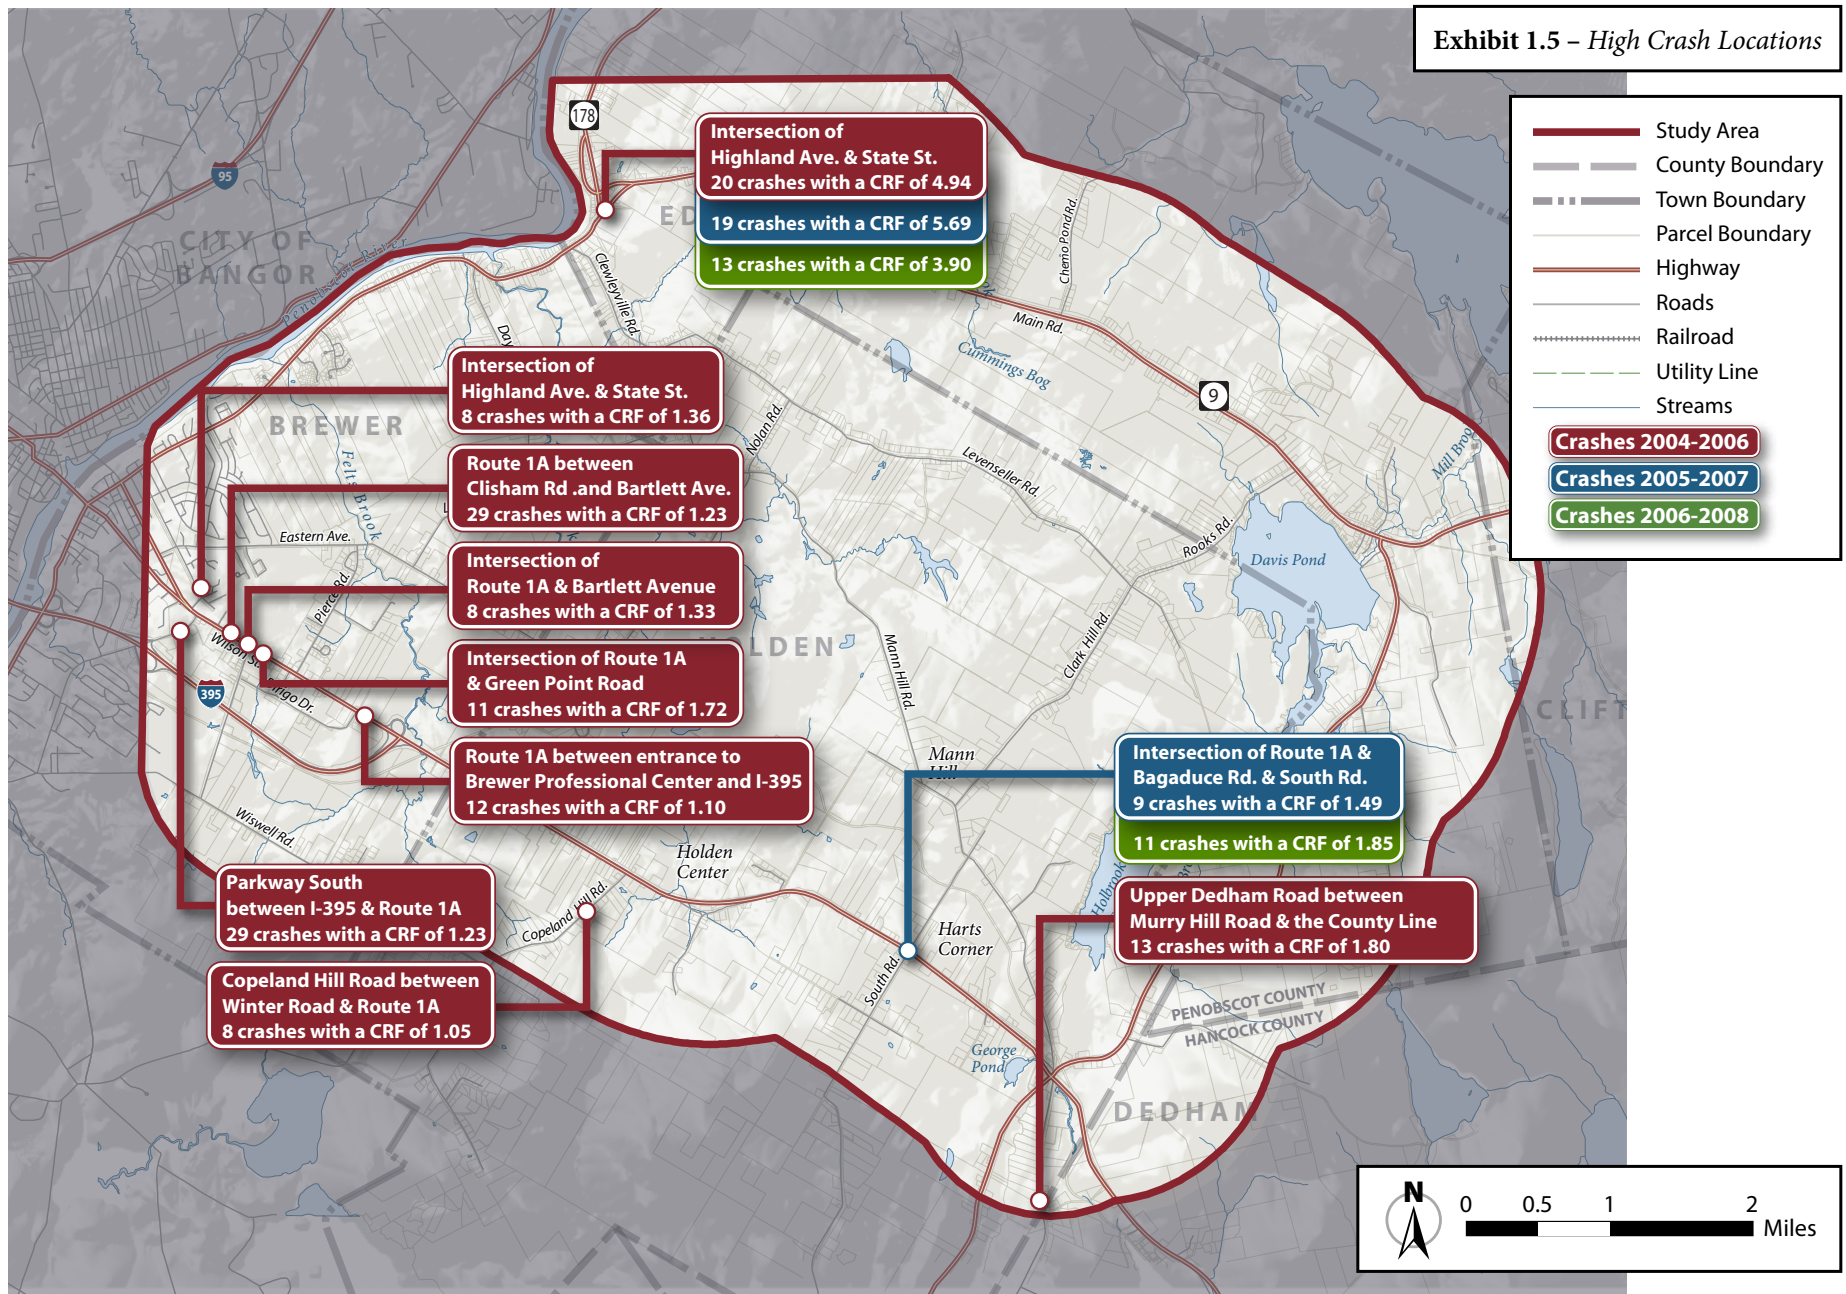 Exhibit 1.5 – High Crash Locations
Study Area
County Boundary
Town Boundary
Parcel Boundary
Highway
Roads
Railroad
Utility Line
Streams
Crashes 2004-2006
Crashes 2005-2007
Crashes 2006-2008
178
95
CITY OF
BANGOR
Penobscot River
Intersection of
Highland Ave. & State St.
20 crashes with a CRF of 4.94
19 crashes with a CRF of 5.69
13 crashes with a CRF of 3.90
ED
Clewleyville Rd.
Chemo Pond Rd.
Main Rd.
Cummings Bog
9
Mill Broo
Day
Intersection of
Highland Ave. & State St.
8 crashes with a CRF of 1.36
BREWER
Felts Brook
Nolan Rd.
Levenseller Rd.
Route 1A between
Clisham Rd .and Bartlett Ave.
29 crashes with a CRF of 1.23
Eastern Ave.
Rooks Rd.
Davis Pond
Intersection of
Route 1A & Bartlett Avenue
8 crashes with a CRF of 1.33
Pierce Rd.
Wilson St
LDEN
Mann Hill Rd.
Clark Hill Rd.
Intersection of Route 1A
& Green Point Road
11 crashes with a CRF of 1.72
395
Dirigo Dr.
CLIFT
Route 1A between entrance to
Brewer Professional Center and I-395
12 crashes with a CRF of 1.10
Mann
Hill
Intersection of Route 1A &
Bagaduce Rd. & South Rd.
9 crashes with a CRF of 1.49
11 crashes with a CRF of 1.85
Wiswell Rd.
Holden
Center
Holbrook
Parkway South
between I-395 & Route 1A
29 crashes with a CRF of 1.23
Copeland Hill Rd.
Harts
Corner
South Rd.
Upper Dedham Road between
Murry Hill Road & the County Line
13 crashes with a CRF of 1.80
Copeland Hill Road between
Winter Road & Route 1A
8 crashes with a CRF of 1.05
PENOBSCOT COUNTY
HANCOCK COUNTY
George
Pond
DEDHAM
N
0 0.5 1 2
Miles